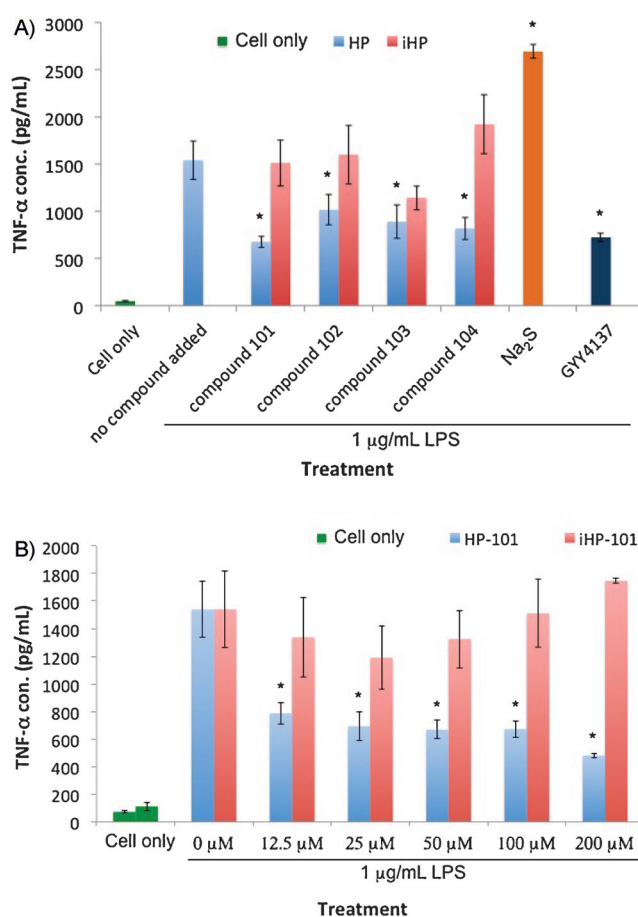 A)
Cell only HP iHP
TNF-α conc. (pg/mL)
3000
2500
2000
1500
1000
500
0
* * * * * *
Cell only
no compound added
compound 101
compound 102
compound 103
compound 104
Na₂S
GYY4137
1 μg/mL LPS
Treatment
B)
Cell only HP-101 iHP-101
TNF-α con. (pg/mL)
2000
1800
1600
1400
1200
1000
800
600
400
200
0
* * * * *
Cell only 0 μM 12.5 μM 25 μM 50 μM 100 μM 200 μM
1 μg/mL LPS
Treatment